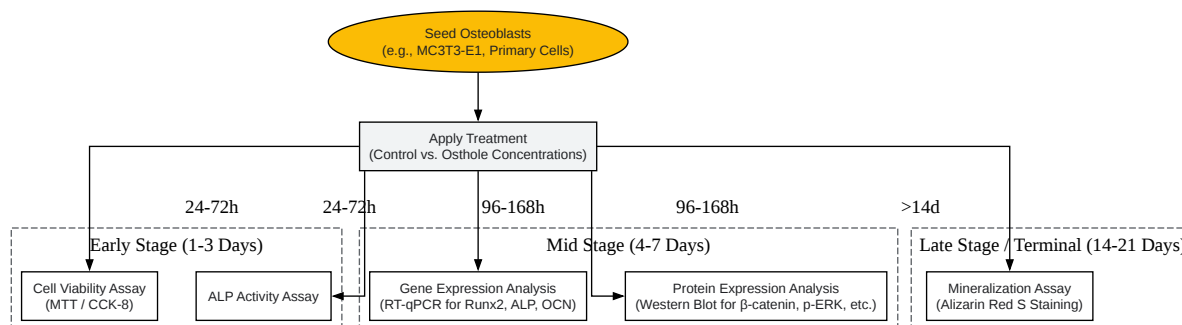 Seed Osteoblasts
(e.g., MC3T3-E1, Primary Cells)
Apply Treatment
(Control vs. Osthole Concentrations)
24-72h
24-72h
96-168h
96-168h
>14d
Early Stage (1-3 Days)
Mid Stage (4-7 Days)
Late Stage / Terminal (14-21 Days)
Cell Viability Assay
(MTT / CCK-8)
ALP Activity Assay
Gene Expression Analysis
(RT-qPCR for Runx2, ALP, OCN)
Protein Expression Analysis
(Western Blot for β-catenin, p-ERK, etc.)
Mineralization Assay
(Alizarin Red S Staining)